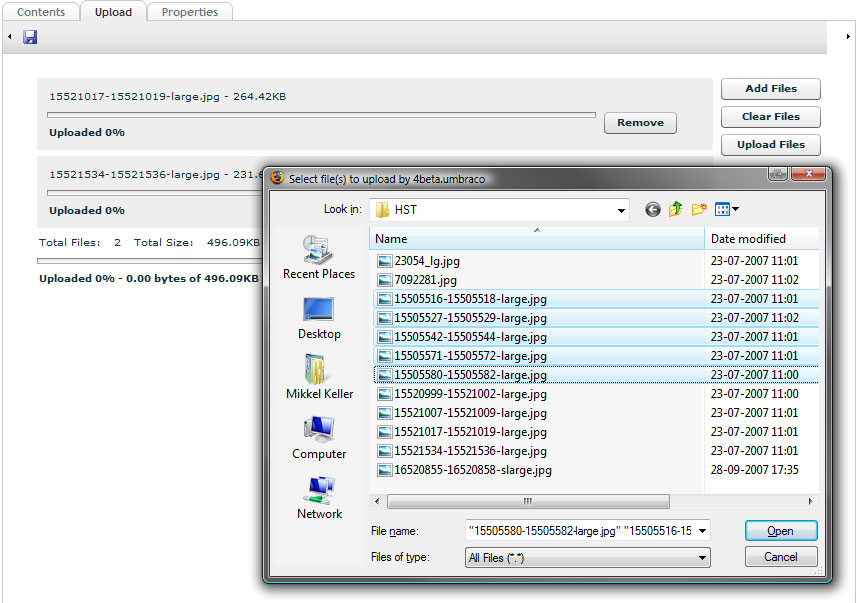 Contents Upload Properties
15521017-15521019-large.jpg - 264.42KB
Add Files
Uploaded 0%
Remove
Clear Files
Upload Files
15521534-15521536-large.jpg - 231.6
Uploaded 0%
Total Files: 2 Total Size: 496.09KB
Uploaded 0% - 0.00 bytes of 496.09KB
Select file(s) to upload by 4beta.umbraco
Look in: HST
Recent Places
Desktop
Mikkel Keller
Computer
Network
Name Date modified
23054_lg.jpg 23-07-2007 11:01
7092281.jpg 23-07-2007 11:02
15505516-15505518-large.jpg 23-07-2007 11:01
15505527-15505529-large.jpg 23-07-2007 11:02
15505542-15505544-large.jpg 23-07-2007 11:01
15505571-15505572-large.jpg 23-07-2007 11:01
15505580-15505582-large.jpg 23-07-2007 11:00
15520999-15521002-large.jpg 23-07-2007 11:00
15521007-15521009-large.jpg 23-07-2007 11:01
15521017-15521019-large.jpg 23-07-2007 11:01
15521534-15521536-large.jpg 23-07-2007 11:01
16520855-16520858-slarge.jpg 28-09-2007 17:35
File name: "15505580-15505582-large.jpg" "15505516-15 Open
Files of type: All Files (*.*) Cancel